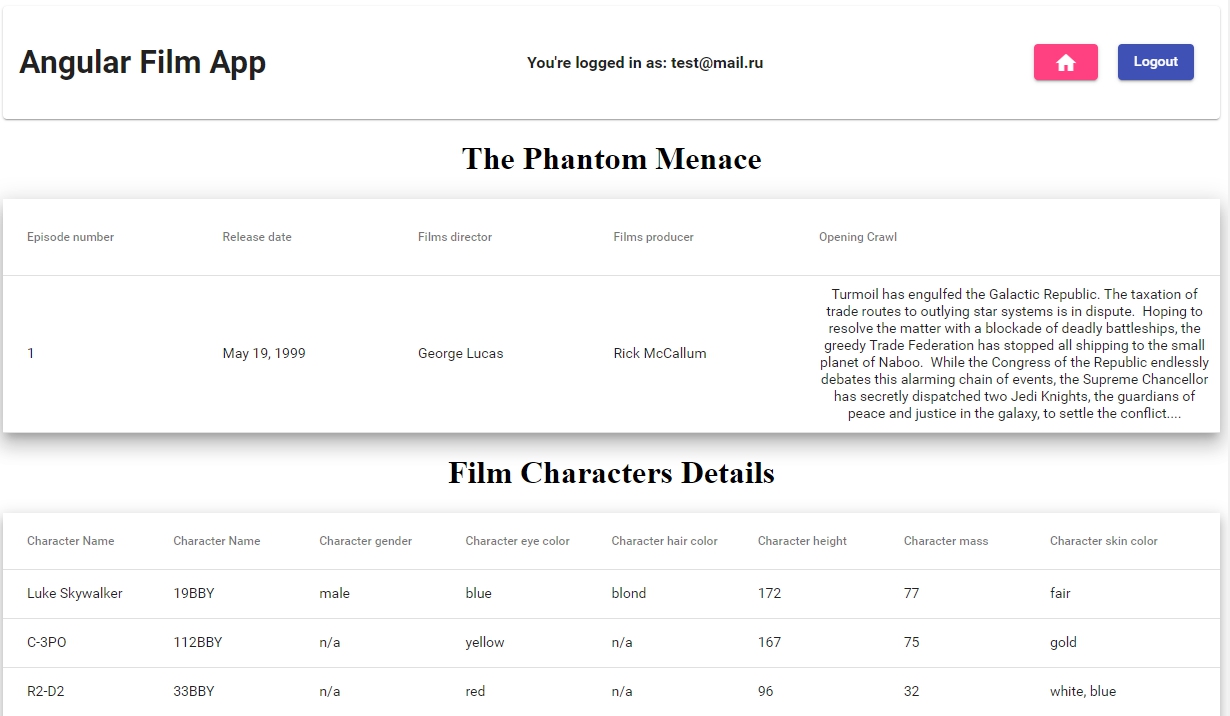 Angular Film App
You're logged in as: test@mail.ru
Logout
The Phantom Menace
Episode number Release date Films director Films producer Opening Crawl
1 May 19, 1999 George Lucas Rick McCallum
Turmoil has engulfed the Galactic Republic. The taxation of
trade routes to outlying star systems is in dispute. Hoping to
resolve the matter with a blockade of deadly battleships, the
greedy Trade Federation has stopped all shipping to the small
planet of Naboo. While the Congress of the Republic endlessly
debates this alarming chain of events, the Supreme Chancellor
has secretly dispatched two Jedi Knights, the guardians of
peace and justice in the galaxy, to settle the conflict....
Film Characters Details
Character Name Character Name Character gender Character eye color Character hair color Character height Character mass Character skin color
Luke Skywalker 19BBY male blue blond 172 77 fair
C-3PO 112BBY n/a yellow n/a 167 75 gold
R2-D2 33BBY n/a red n/a 96 32 white, blue